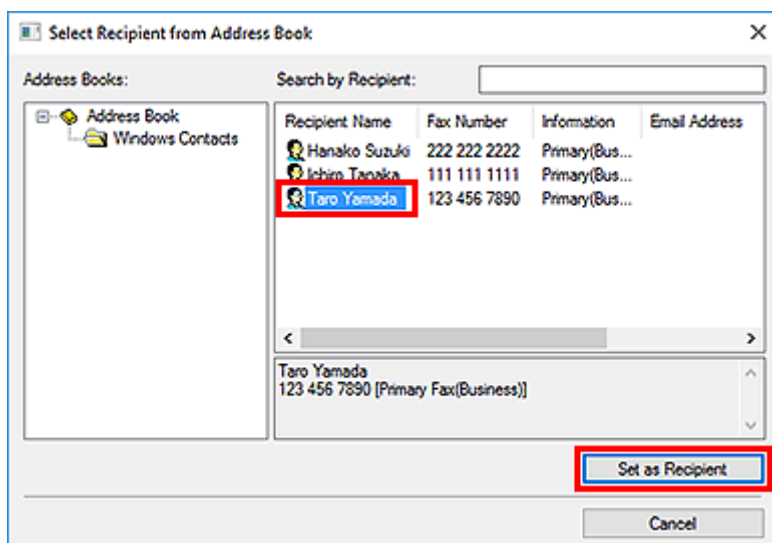 Select Recipient from Address Book
Address Books:
Search by Recipient:
Address Book
Windows Contacts
Recipient Name Fax Number Information Email Address
Hanako Suzuki 222 222 2222 Primary(Bus...
Ichiro Tanaka 111 111 1111 Primary(Bus...
Taro Yamada 123 456 7890 Primary(Bus...
Taro Yamada
123 456 7890 [Primary Fax(Business)]
Set as Recipient
Cancel